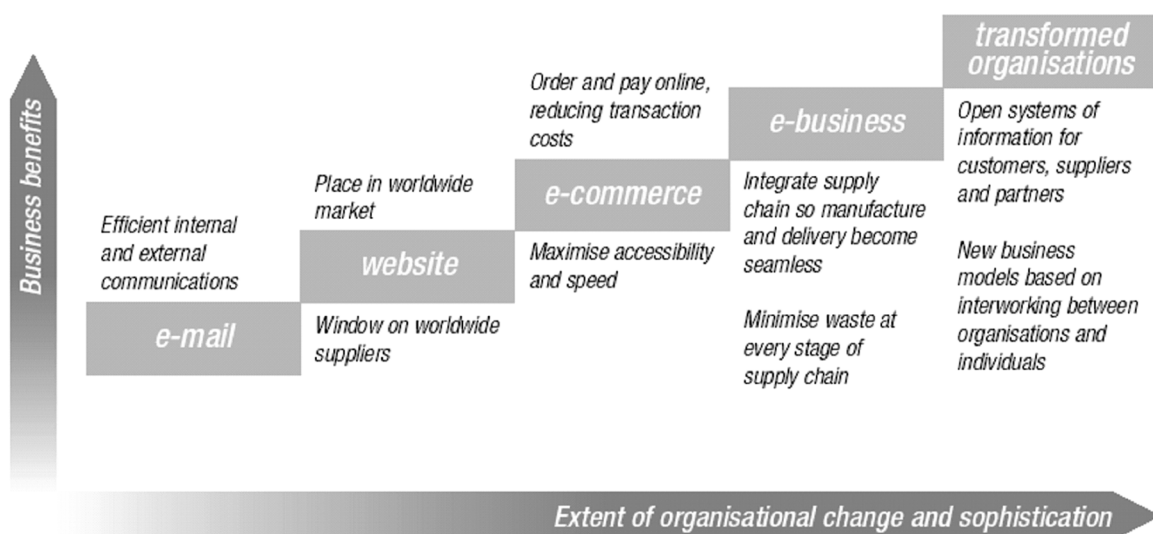 Business benefits
Efficient internal
and external
communications
e-mail
Place in worldwide
market
website
Window on worldwide
suppliers
Order and pay online,
reducing transaction
costs
e-commerce
Maximise accessibility
and speed
e-business
Integrate supply
chain so manufacture
and delivery become
seamless
Minimise waste at
every stage of
supply chain
transformed
organisations
Open systems of
information for
customers, suppliers
and partners
New business
models based on
interworking between
organisations and
individuals
Extent of organisational change and sophistication